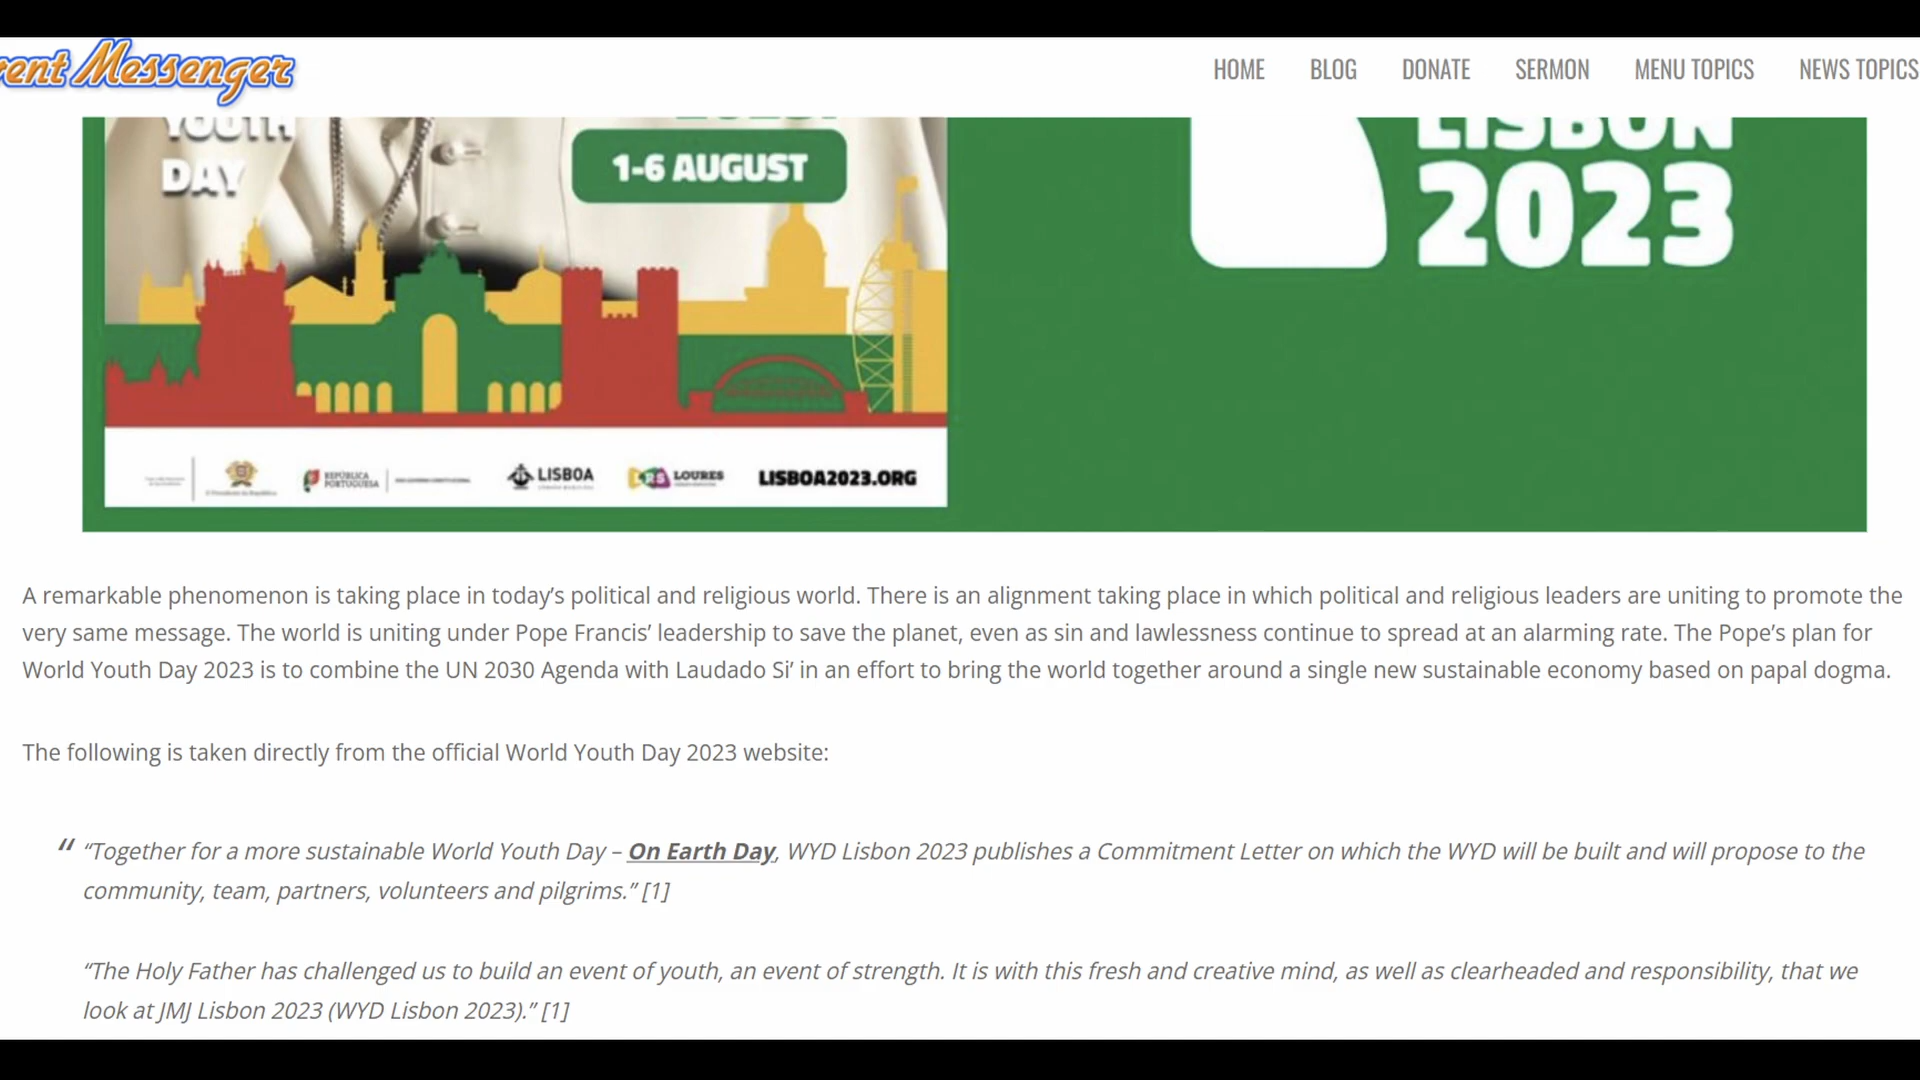 ent Messenger
HOME BLOG DONATE SERMON MENU TOPICS NEWS TOPICS
YOUTH
DAY
1-6 AUGUST
LISBON
2023
REPÚBLICA
PORTUGUESA
LISBOA
LOURES
LISBOA2023.ORG
A remarkable phenomenon is taking place in today’s political and religious world. There is an alignment taking place in which political and religious leaders are uniting to promote the
very same message. The world is uniting under Pope Francis’ leadership to save the planet, even as sin and lawlessness continue to spread at an alarming rate. The Pope’s plan for
World Youth Day 2023 is to combine the UN 2030 Agenda with Laudado Si’ in an effort to bring the world together around a single new sustainable economy based on papal dogma.
The following is taken directly from the official World Youth Day 2023 website:
“ “Together for a more sustainable World Youth Day – On Earth Day, WYD Lisbon 2023 publishes a Commitment Letter on which the WYD will be built and will propose to the
community, team, partners, volunteers and pilgrims.” [1]
“The Holy Father has challenged us to build an event of youth, an event of strength. It is with this fresh and creative mind, as well as clearheaded and responsibility, that we
look at JMJ Lisbon 2023 (WYD Lisbon 2023).” [1]